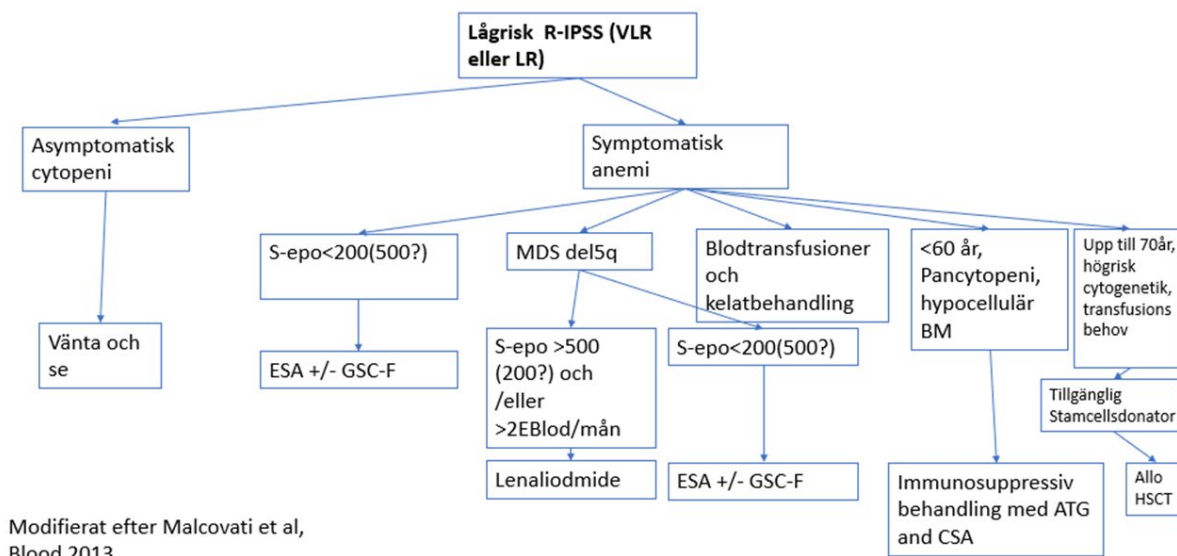 Lågrisk R-IPSS (VLR
eller LR)
Asymptomatisk
cytopeni
Symptomatisk
anemi
S-epo<200(500?)
MDS del5q
Blodtransfusioner
och
kelatbehandling
<60 år,
Pancytopeni,
hypocellulär
BM
Upp till 70år,
högrisk
cytogenetik,
transfusions
behov
Vänta och
se
ESA +/- GSC-F
S-epo >500
(200?) och
/eller
>2EBlod/mån
S-epo<200(500?)
Tillgänglig
Stamcellsdonator
Lenaliodmide
ESA +/- GSC-F
Immunosuppressiv
behandling med ATG
and CSA
Allo
HSCT
Modifierat efter Malcovati et al,
Blood 2013